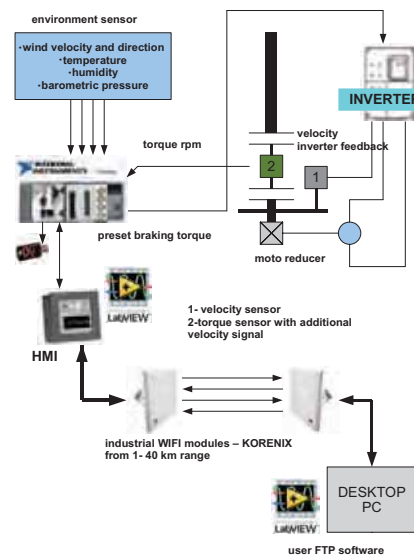 environment sensor
·wind velocity and direction
·temperature
·humidity
·barometric pressure
INVERTER
velocity
inverter feedback
torque rpm
2
1
NATIONAL
INSTRUMENTS
preset braking torque
moto reducer
LabVIEW
HMI
1- velocity sensor
2-torque sensor with additional
velocity signal
industrial WIFI modules – KORENIX
from 1- 40 km range
LabVIEW
DESKTOP
PC
user FTP software